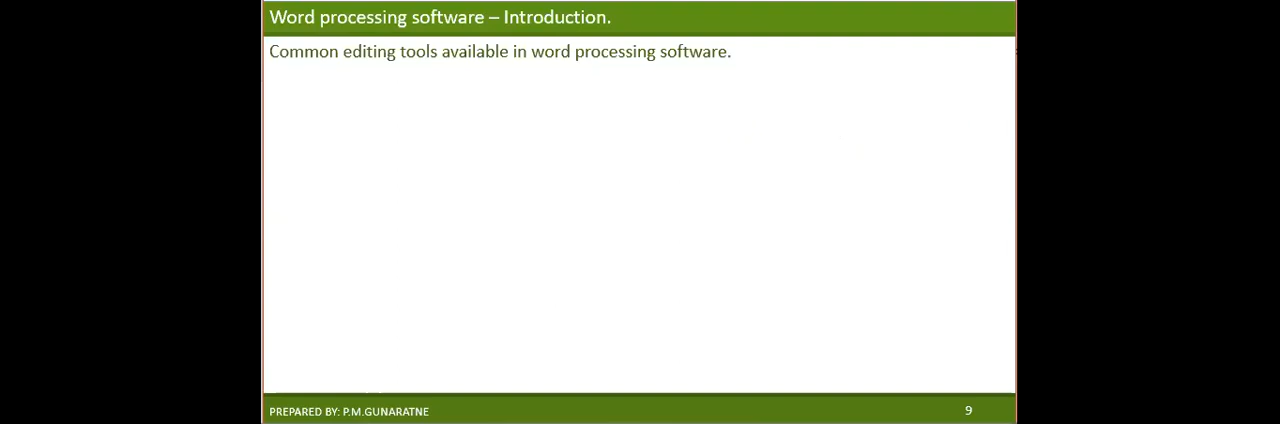 Word processing software – Introduction.
Common editing tools available in word processing software.
PREPARED BY: P.M.GUNARATNE
9